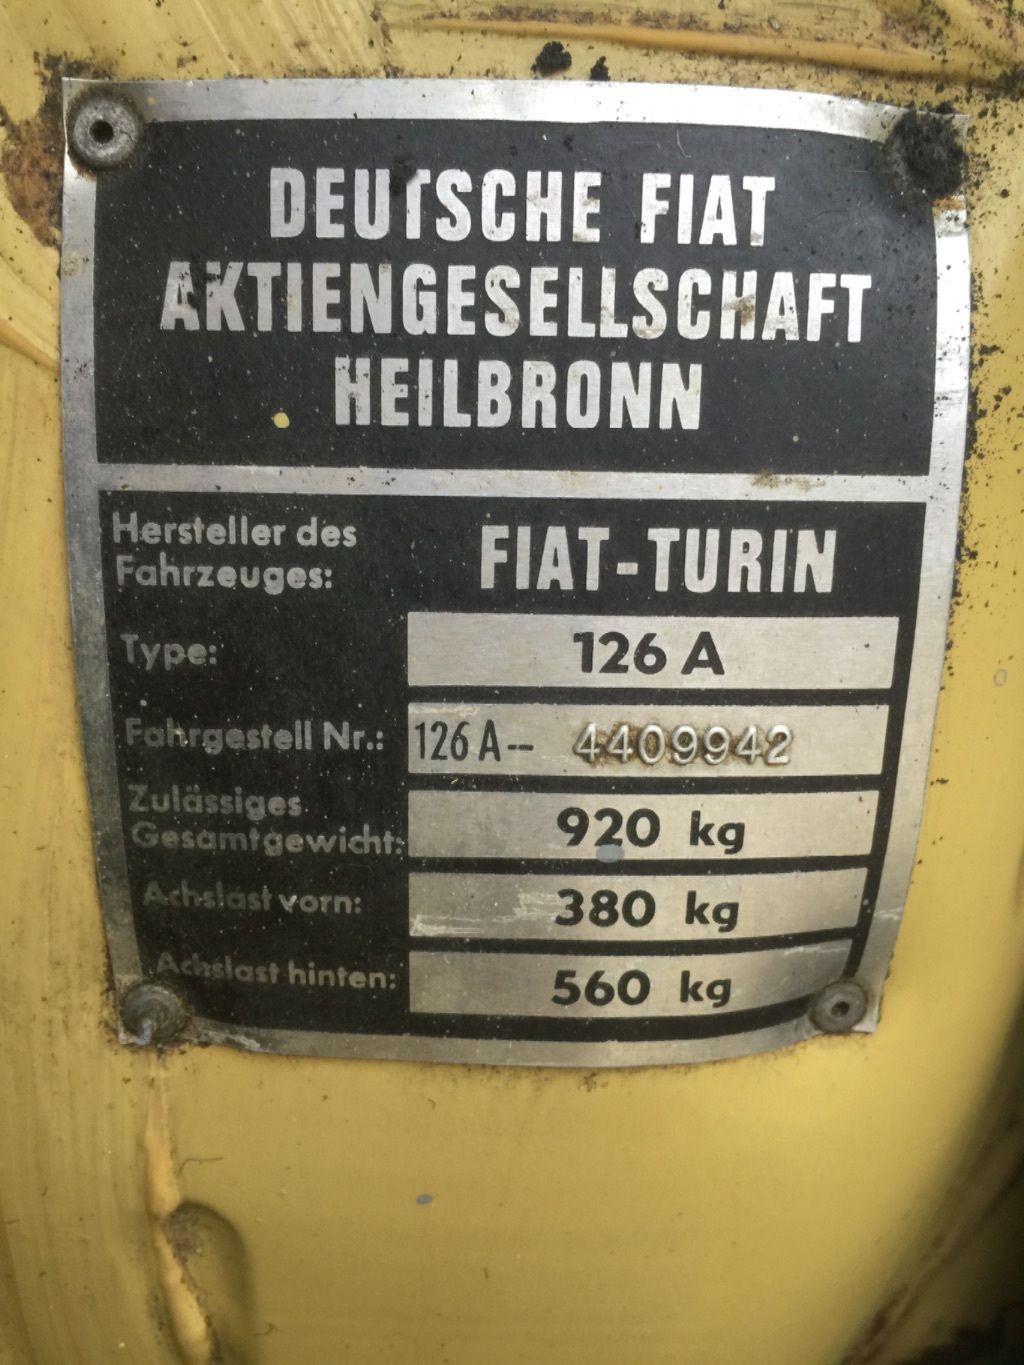 DEUTSCHE FIAT
AKTIENGESELLSCHAFT
HEILBRONN
Hersteller des
Fahrzeuges: FIAT-TURIN
Type: 126 A
Fahrgestell Nr.: 126 A-- 4409942
Zulässiges
Gesamtgewicht: 920 kg
Achslast vorn: 380 kg
Achslast hinten: 560 kg